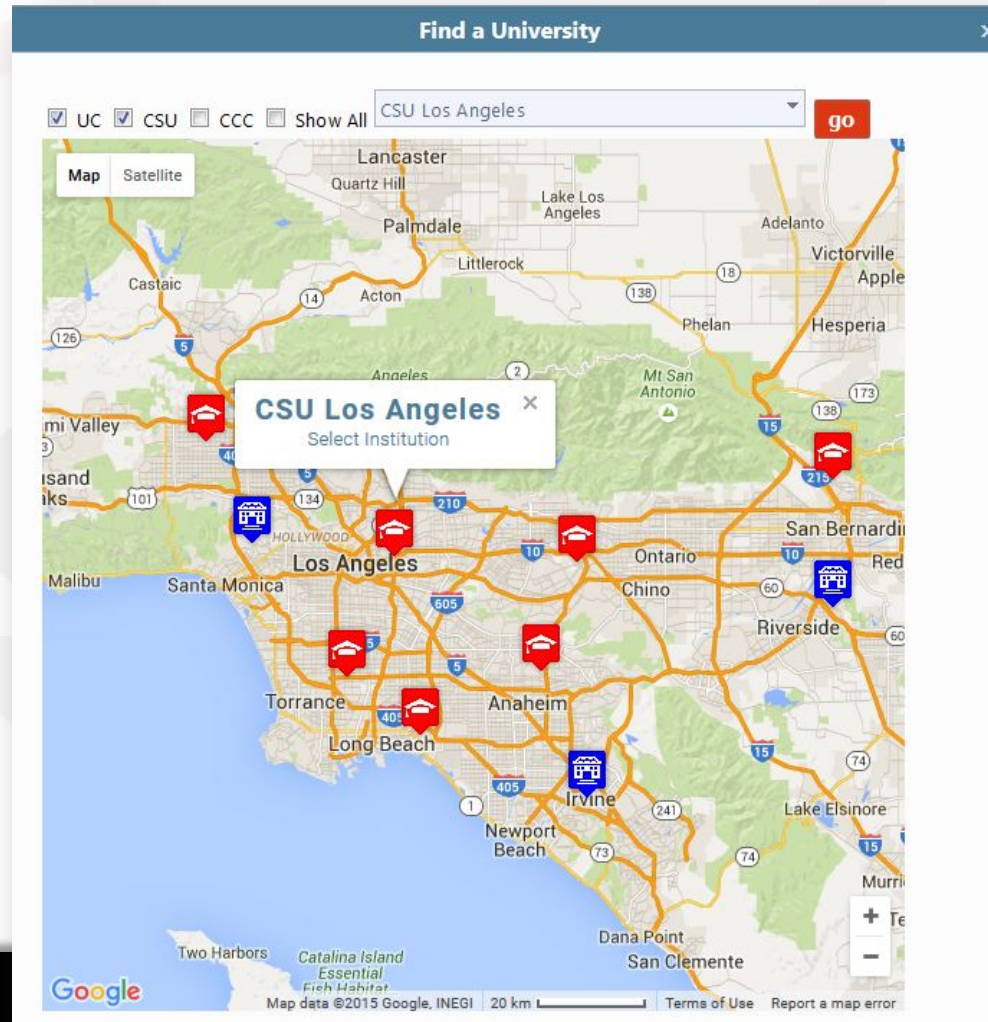 Find a University
x
UC CSU CCC Show All CSU Los Angeles go
Map Satellite
Lancaster
Quartz Hill
Lake Los
Angeles
Palmdale
Adelanto
Victorville
Littlerock
18
Apple
Castaic
14
Acton
138
Phelan
Hesperia
126
5
2
Angeles
Mt San
Antonio
173
138
CSU Los Angeles ×
Select Institution
mi Valley
15
215
101
134
5
210
HOLLYWOOD
San Bernardi
10
Ontario
10
Red
Los Angeles
Malibu
Santa Monica
Chino
60
605
Riverside
60
5
5
Torrance
Anaheim
405
Long Beach
15
74
405
Irvine
1
241
Lake Elsinore
Newport
Beach
73
74
15
Murri
+
Te
−
Dana Point
San Clemente
Two Harbors
Catalina Island
Essential
Fish Habitat...
Google
Map data ©2015 Google, INEGI 20 km Terms of Use Report a map error